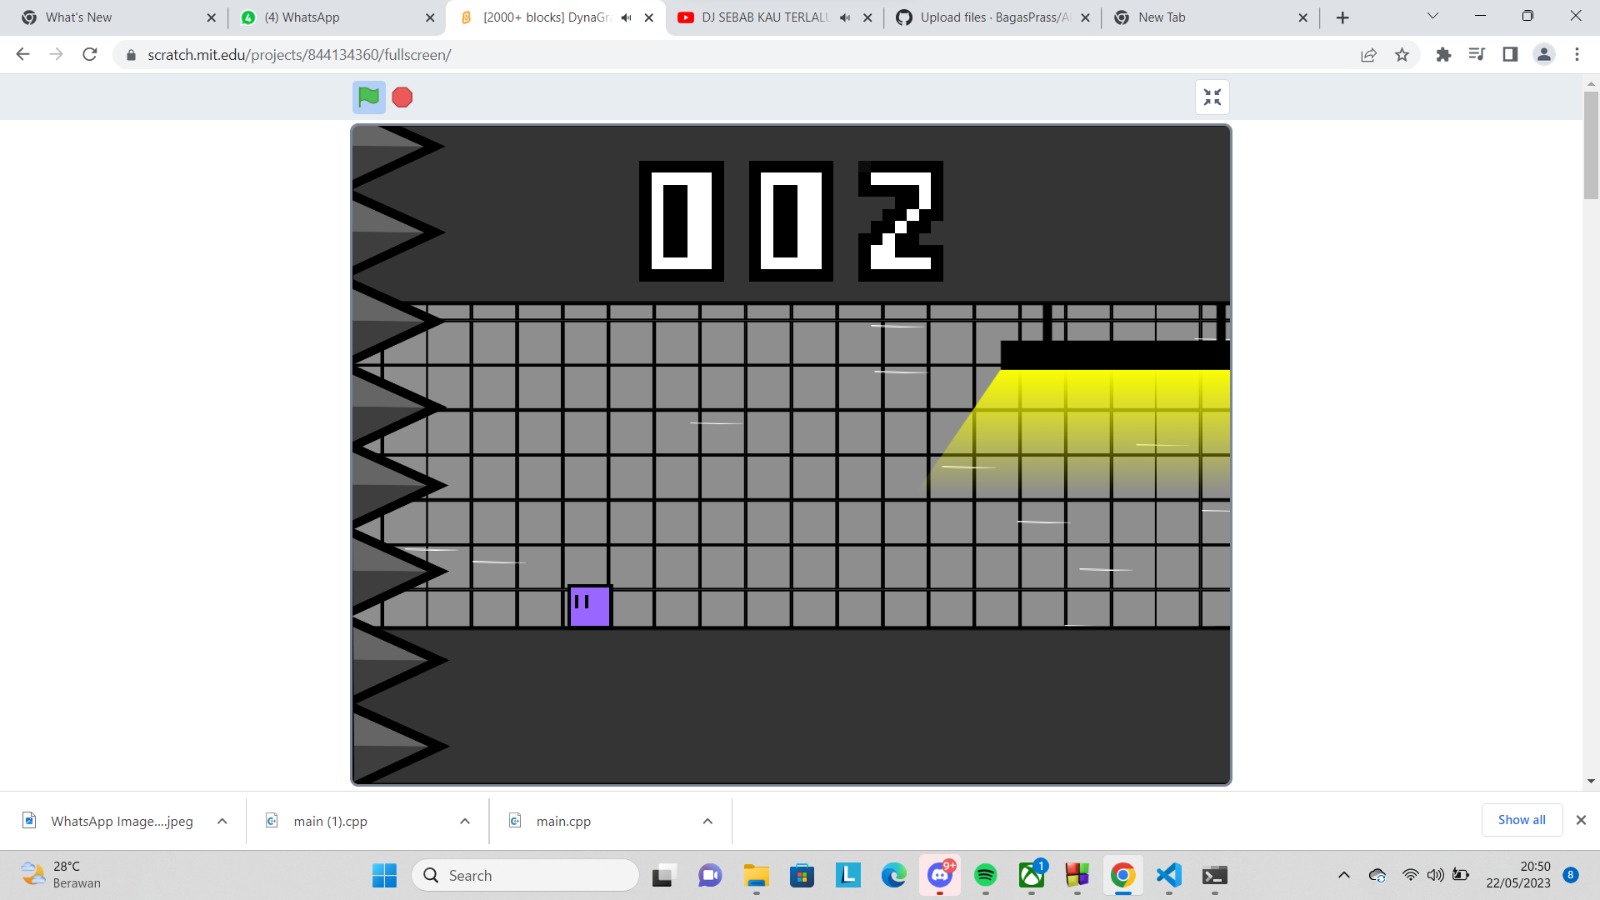 What's New
(4) WhatsApp
[2000+ blocks] DynaGr
DJ SEBAB KAU TERLALU
Upload files · BagasPrass/Al
New Tab
scratch.mit.edu/projects/844134360/fullscreen/
002
WhatsApp Image....jpeg
main (1).cpp
main.cpp
Show all
28°C
Berawan
Search
9+
1
20:50
22/05/2023
8